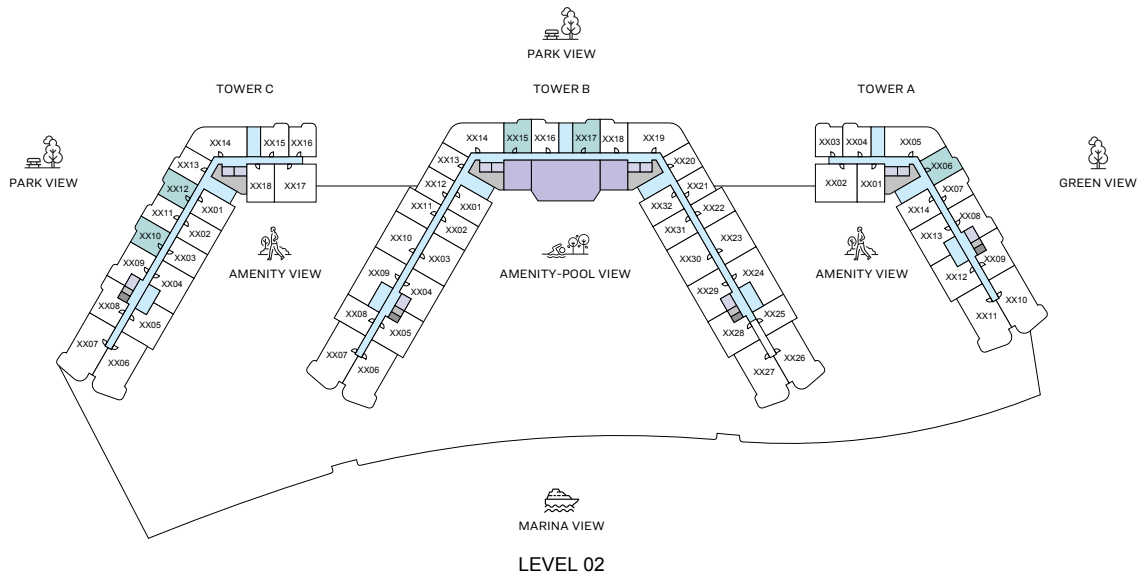 PARK VIEW
TOWER C
TOWER B
TOWER A
PARK VIEW
GREEN VIEW
XX14
XX15
XX16
XX13
XX12
XX11
XX10
XX09
XX08
XX07
XX06
XX05
XX04
XX03
XX02
XX01
XX18
XX17
AMENITY VIEW
XX14
XX15
XX16
XX17
XX18
XX19
XX13
XX12
XX11
XX10
XX09
XX08
XX07
XX06
XX05
XX04
XX03
XX02
XX01
AMENITY-POOL VIEW
XX20
XX21
XX22
XX23
XX24
XX25
XX26
XX27
XX28
XX29
XX30
XX31
XX32
AMENITY VIEW
XX03
XX04
XX05
XX02
XX01
XX06
XX07
XX08
XX09
XX10
XX11
XX12
XX13
XX14
MARINA VIEW
LEVEL 02